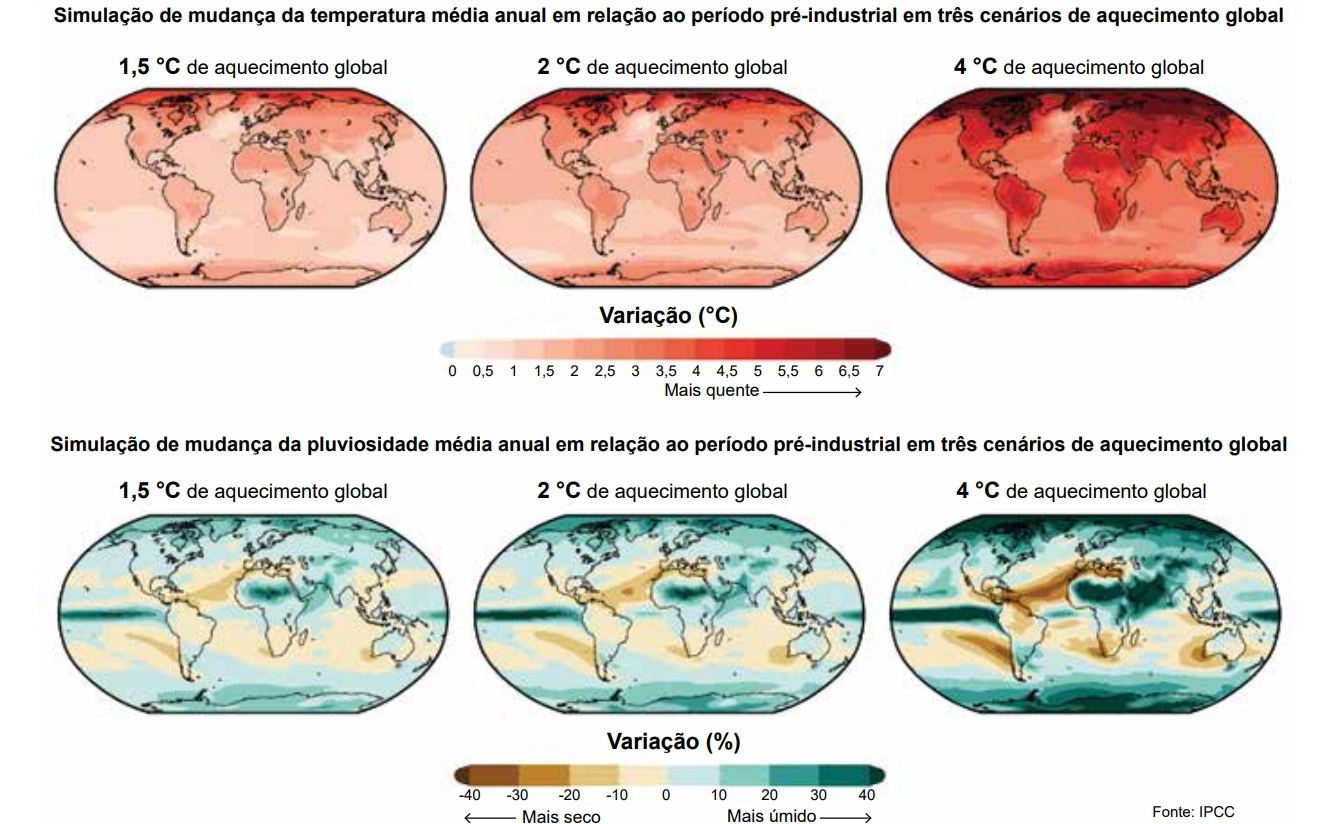 Simulação de mudança da temperatura média anual em relação ao período pré-industrial em três cenários de aquecimento global
1,5 °C de aquecimento global
2 °C de aquecimento global
4 °C de aquecimento global
Variação (°C)
0 0,5 1 1,5 2 2,5 3 3,5 4 4,5 5 5,5 6 6,5 7
Mais quente
Simulação de mudança da pluviosidade média anual em relação ao período pré-industrial em três cenários de aquecimento global
1,5 °C de aquecimento global
2 °C de aquecimento global
4 °C de aquecimento global
Variação (%)
-40 -30 -20 -10 0 10 20 30 40
Mais seco
Mais úmido
Fonte: IPCC